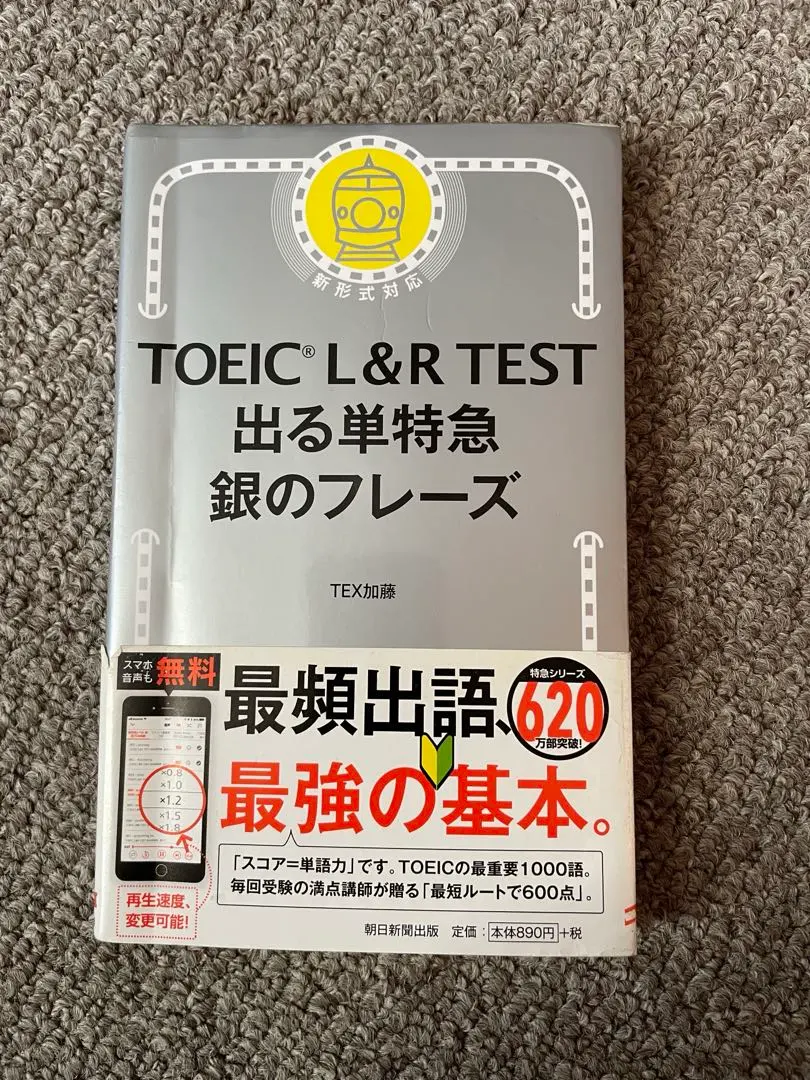 新形式対応
TOEIC® L&R TEST
出る単特急
銀のフレーズ
TEX加藤
スマホ
音声も
無料
最頻出語、
最強の基本。
特急シリーズ
620
万部突破!
×0.8
×1.0
×1.2
×1.5
×1.8
再生速度、
変更可能!
「スコア=単語力」です。TOEICの最重要1000語。
毎回受験の満点講師が贈る「最短ルートで600点」。
朝日新聞出版 定価:本体890円+税